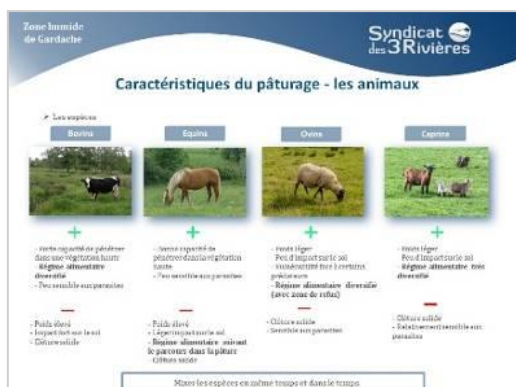 Zone humide
de Gardache
Syndicat
des 3 Rivières
Caractéristiques du pâturage - les animaux
➤ Les espèces
Bovins
Equins
Ovins
Caprins
+
+
+
+
- Forte capacité de pénétrer
dans une végétation haute
- Régime alimentaire
diversifié
- Peu sensible aux parasites
- Bonne capacité de
pénétrer dans la végétation
haute
- Peu sensible aux parasites
- Poids léger
Peu d'impact sur le sol
- Vulnérabilité face à certains
prédateurs
- Régime alimentaire diversifié
(avec zone de refus)
- Poids léger
Peu d'impact sur le sol
- Régime alimentaire très
diversifié
- Poids élevé
- Impact fort sur le sol
- Clôture solide
- Poids élevé
- Léger impact sur le sol
- Régime alimentaire suivant
le parcours dans la pâture
- Clôture solide
- Clôture solide
- Sensible aux parasites
- Clôture solide
- Relativement sensible aux
parasites
Mixer les espèces en même temps et dans le temps